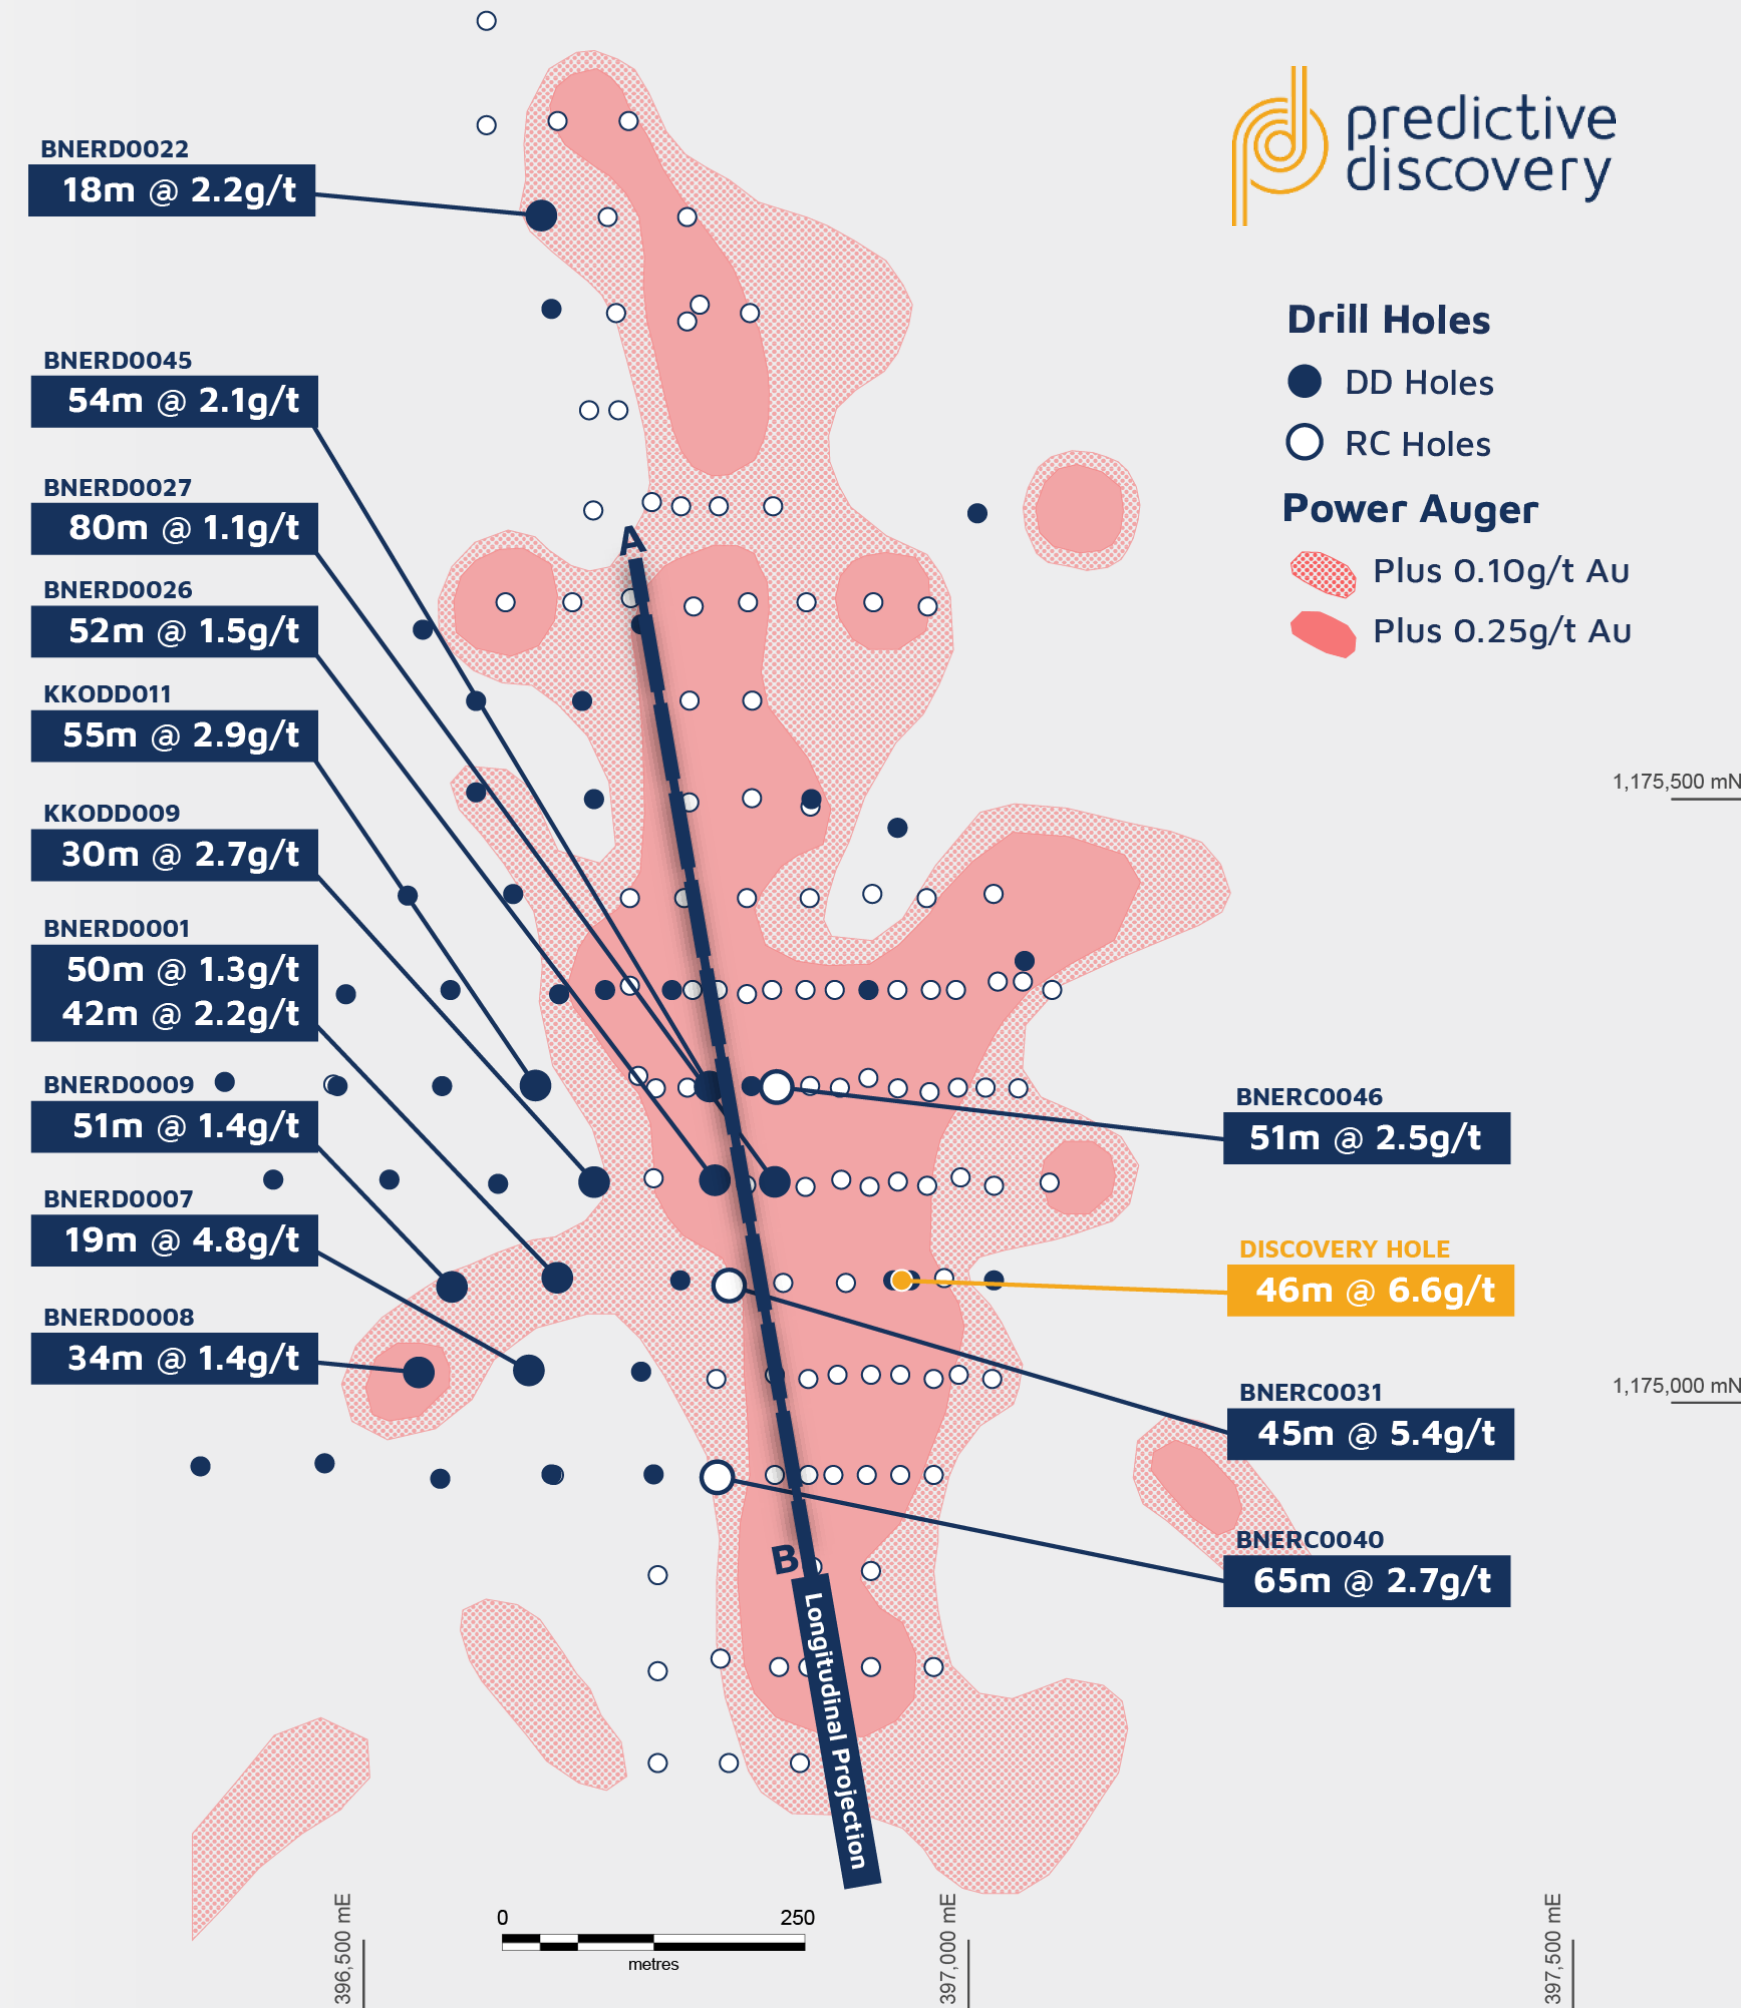 predictive
discovery
BNERD0022
18m @ 2.2g/t
Drill Holes
DD Holes
RC Holes
Power Auger
Plus 0.10g/t Au
Plus 0.25g/t Au
BNERD0045
54m @ 2.1g/t
BNERD0027
80m @ 1.1g/t
BNERD0026
52m @ 1.5g/t
KKODD011
55m @ 2.9g/t
KKODD009
30m @ 2.7g/t
BNERD0001
50m @ 1.3g/t
42m @ 2.2g/t
BNERD0009
51m @ 1.4g/t
BNERD0007
19m @ 4.8g/t
BNERD0008
34m @ 1.4g/t
A
B
Longitudinal Projection
1,175,500 mN
BNERC0046
51m @ 2.5g/t
DISCOVERY HOLE
46m @ 6.6g/t
1,175,000 mN
BNERC0031
45m @ 5.4g/t
BNERC0040
65m @ 2.7g/t
0 250
metres
396,500 mE
397,000 mE
397,500 mE